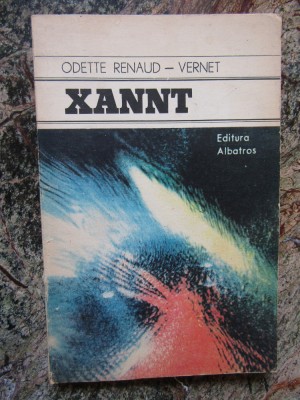 ODETTE RENAUD – VERNET
XANNT
Editura
Albatros